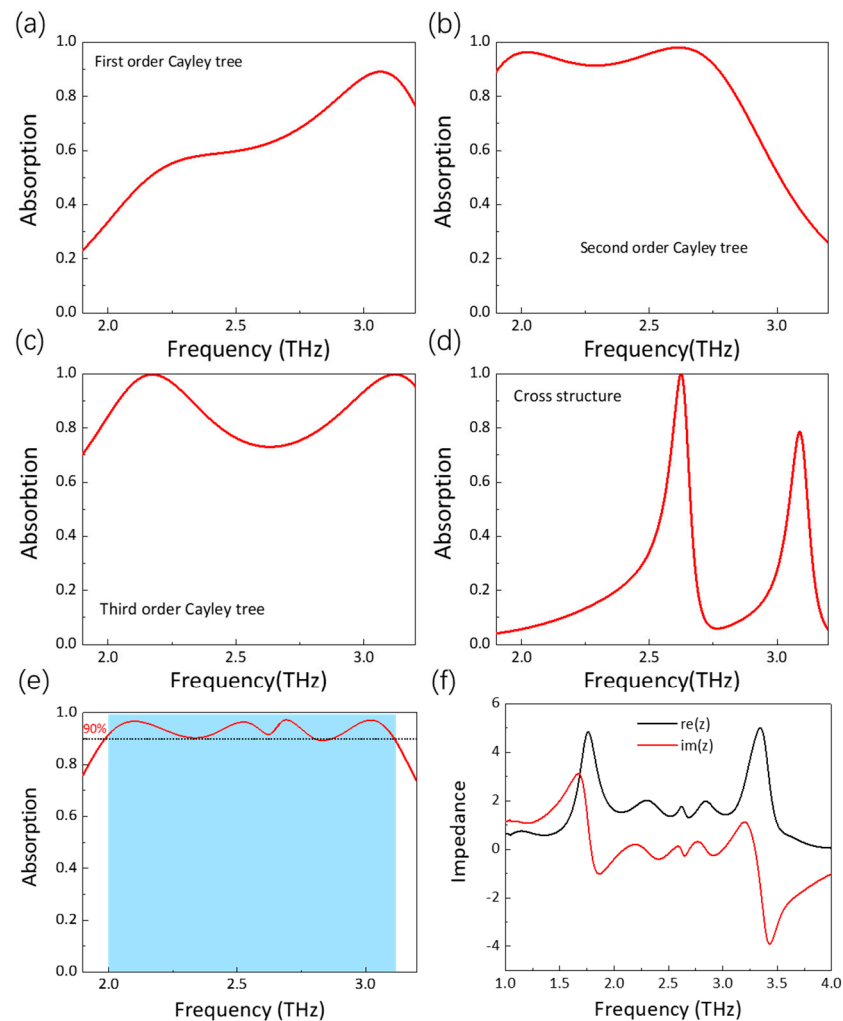 (a)
(b)
1.0
First order Cayley tree
0.8
0.6
0.4
0.2
0.0
Absorption
2.0
2.5
3.0
Frequency (THz)
1.0
0.8
0.6
0.4
0.2
0.0
Absorption
Second order Cayley tree
2.0
2.5
3.0
Frequency(THz)
(c)
(d)
1.0
0.8
0.6
0.4
0.2
0.0
Absorbtion
Third order Cayley tree
2.0
2.5
3.0
Frequency(THz)
1.0
Cross structure
0.8
0.6
0.4
0.2
0.0
Absorption
2.0
2.5
3.0
Frequency(THz)
(e)
(f)
1.0
90%
0.8
0.6
0.4
0.2
0.0
Absorption
2.0
2.5
3.0
Frequency (THz)
re(z)
im(z)
6
4
2
0
-2
-4
Impedance
1.0
1.5
2.0
2.5
3.0
3.5
4.0
Frequency (THz)